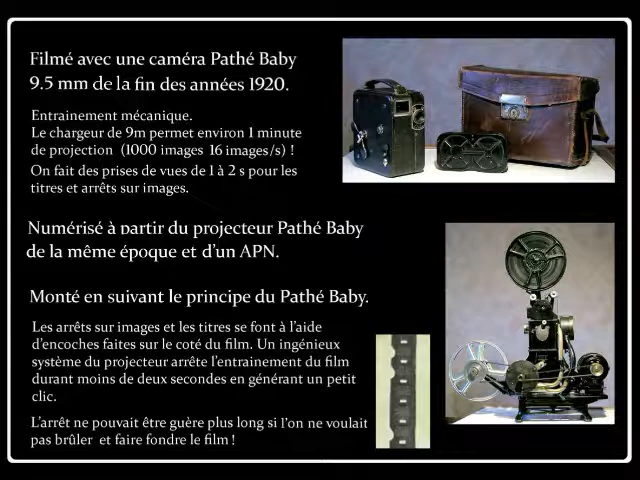 Filmé avec une caméra Pathé Baby
9.5 mm de la fin des années 1920.
Entrainement mécanique.
Le chargeur de 9m permet environ 1 minute
de projection (1000 images 16 images/s) !
On fait des prises de vues de 1 à 2 s pour les
titres et arrêts sur images.
Numérisé à partir du projecteur Pathé Baby
de la même époque et d'un APN.
Monté en suivant le principe du Pathé Baby.
Les arrêts sur images et les titres se font à l'aide
d'encoches faites sur le coté du film. Un ingénieux
système du projecteur arrête l'entrainement du film
durant moins de deux secondes en générant un petit
clic.
L'arrêt ne pouvait être guère plus long si l'on ne voulait
pas brûler et faire fondre le film !